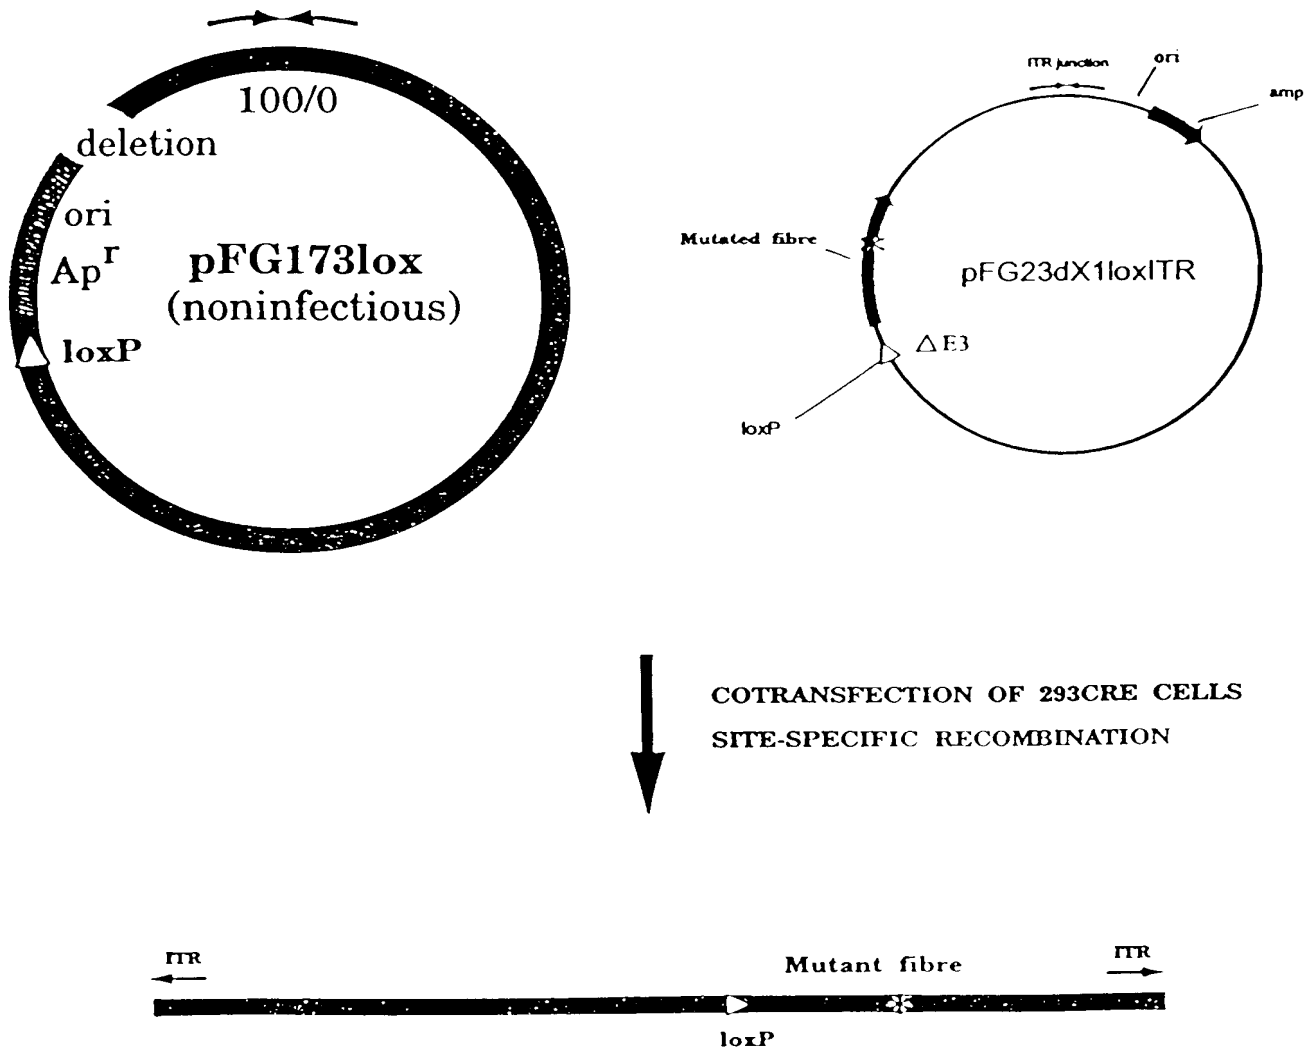 100/0
deletion
ori
Ap^r
pFG173lox
(noninfectious)
loxP
ITR junction
ori
amp
Mutated fibre
pFG23dX1loxITR
△ E3
loxP
COTRANSFECTION OF 293CRE CELLS
SITE-SPECIFIC RECOMBINATION
ITR
Mutant fibre
ITR
loxP